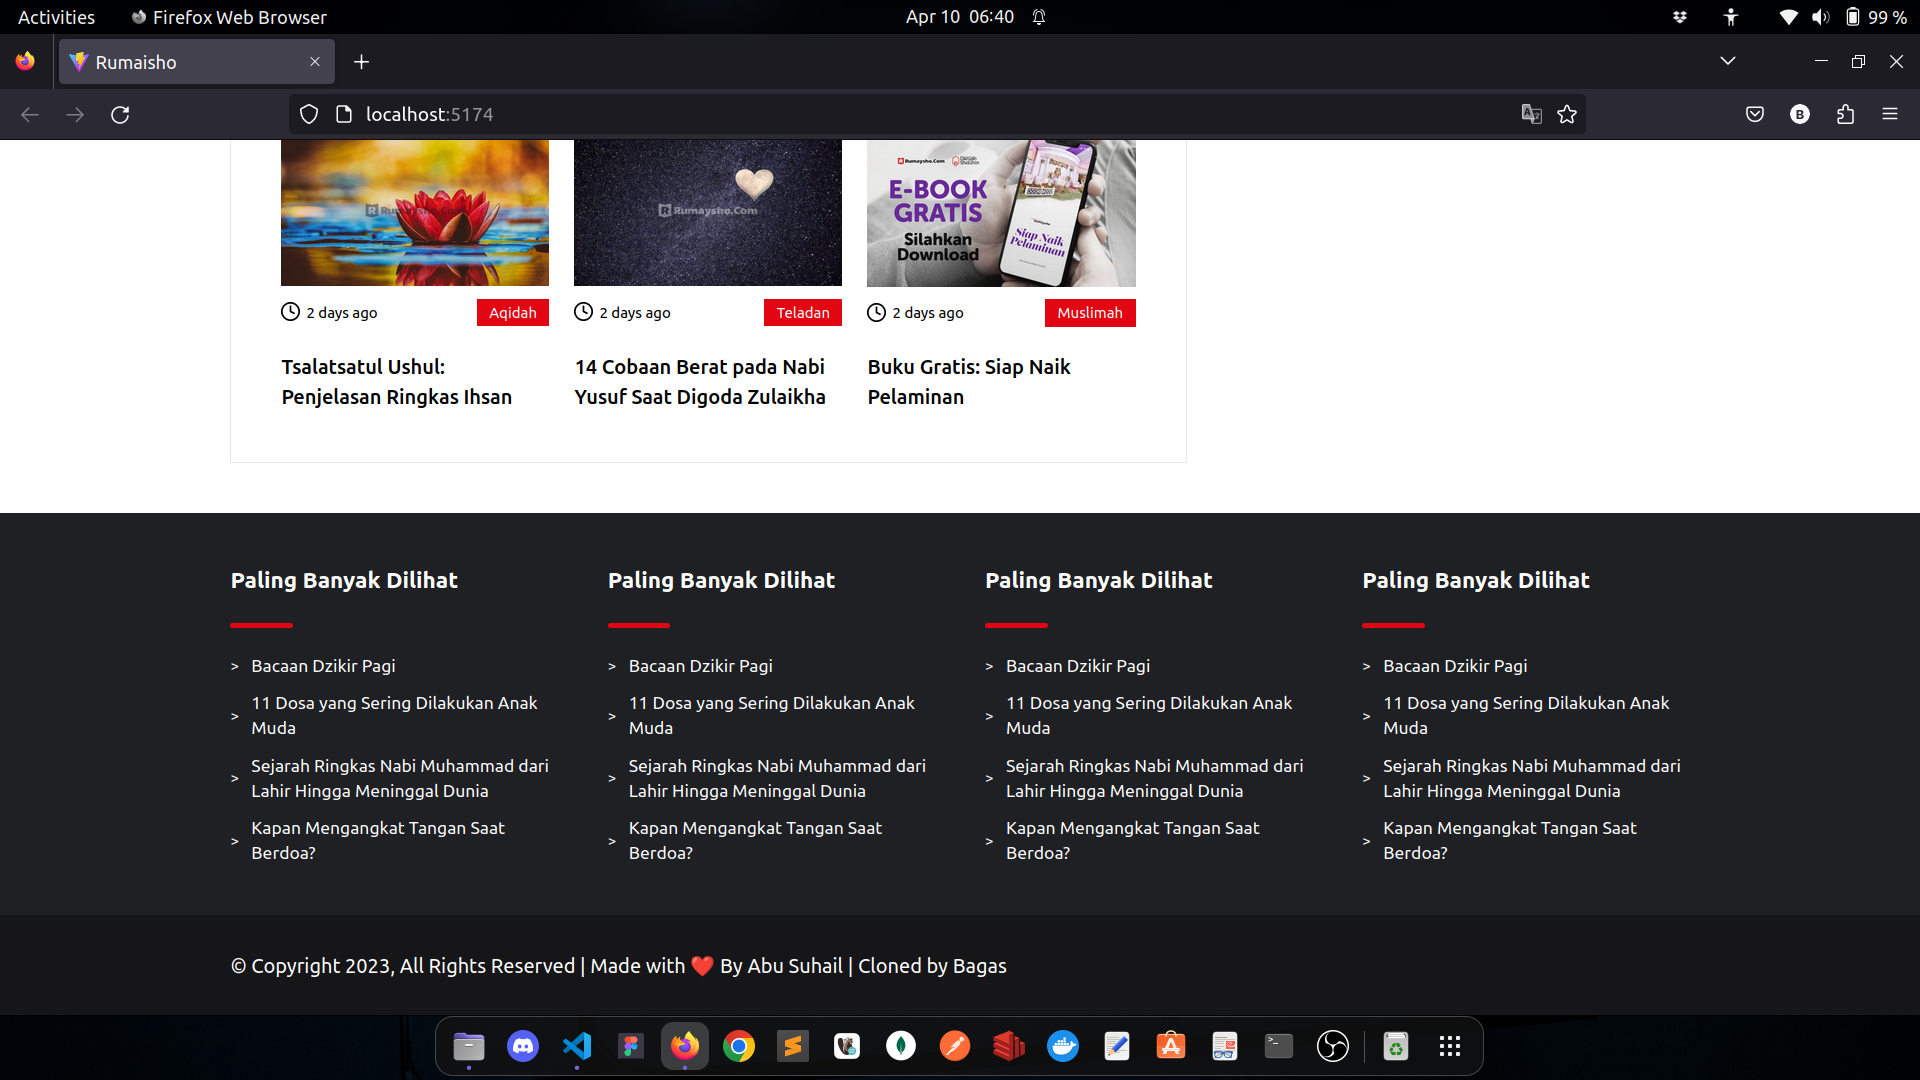 Activities
Firefox Web Browser
Apr 10 06:40
99 %
Rumaisho
localhost:5174
B
Rumaysho.Com
Rumaysho.Com
Rumaysho.Com
E-BOOK
GRATIS
Silahkan
Download
Siap Naik
Pelaminan
2 days ago
Aqidah
2 days ago
Teladan
2 days ago
Muslimah
Tsalatsatul Ushul:
Penjelasan Ringkas Ihsan
14 Cobaan Berat pada Nabi
Yusuf Saat Digoda Zulaikha
Buku Gratis: Siap Naik
Pelaminan
Paling Banyak Dilihat
> Bacaan Dzikir Pagi
> 11 Dosa yang Sering Dilakukan Anak
Muda
> Sejarah Ringkas Nabi Muhammad dari
Lahir Hingga Meninggal Dunia
> Kapan Mengangkat Tangan Saat
Berdoa?
Paling Banyak Dilihat
> Bacaan Dzikir Pagi
> 11 Dosa yang Sering Dilakukan Anak
Muda
> Sejarah Ringkas Nabi Muhammad dari
Lahir Hingga Meninggal Dunia
> Kapan Mengangkat Tangan Saat
Berdoa?
Paling Banyak Dilihat
> Bacaan Dzikir Pagi
> 11 Dosa yang Sering Dilakukan Anak
Muda
> Sejarah Ringkas Nabi Muhammad dari
Lahir Hingga Meninggal Dunia
> Kapan Mengangkat Tangan Saat
Berdoa?
Paling Banyak Dilihat
> Bacaan Dzikir Pagi
> 11 Dosa yang Sering Dilakukan Anak
Muda
> Sejarah Ringkas Nabi Muhammad dari
Lahir Hingga Meninggal Dunia
> Kapan Mengangkat Tangan Saat
Berdoa?
© Copyright 2023, All Rights Reserved | Made with ❤️ By Abu Suhail | Cloned by Bagas